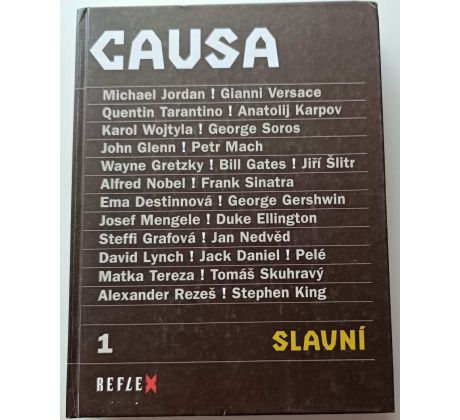 CAUSA
Michael Jordan ! Gianni Versace
Quentin Tarantino ! Anatolij Karpov
Karol Wojtyla ! George Soros
John Glenn ! Petr Mach
Wayne Gretzky ! Bill Gates ! Jiří Šlitr
Alfred Nobel ! Frank Sinatra
Ema Destinnová ! George Gershwin
Josef Mengele ! Duke Ellington
Steffi Grafová ! Jan Nedvěd
David Lynch ! Jack Daniel ! Pelé
Matka Tereza ! Tomáš Skuhravý
Alexander Rezeš ! Stephen King
1 SLAVNÍ
REFLEX